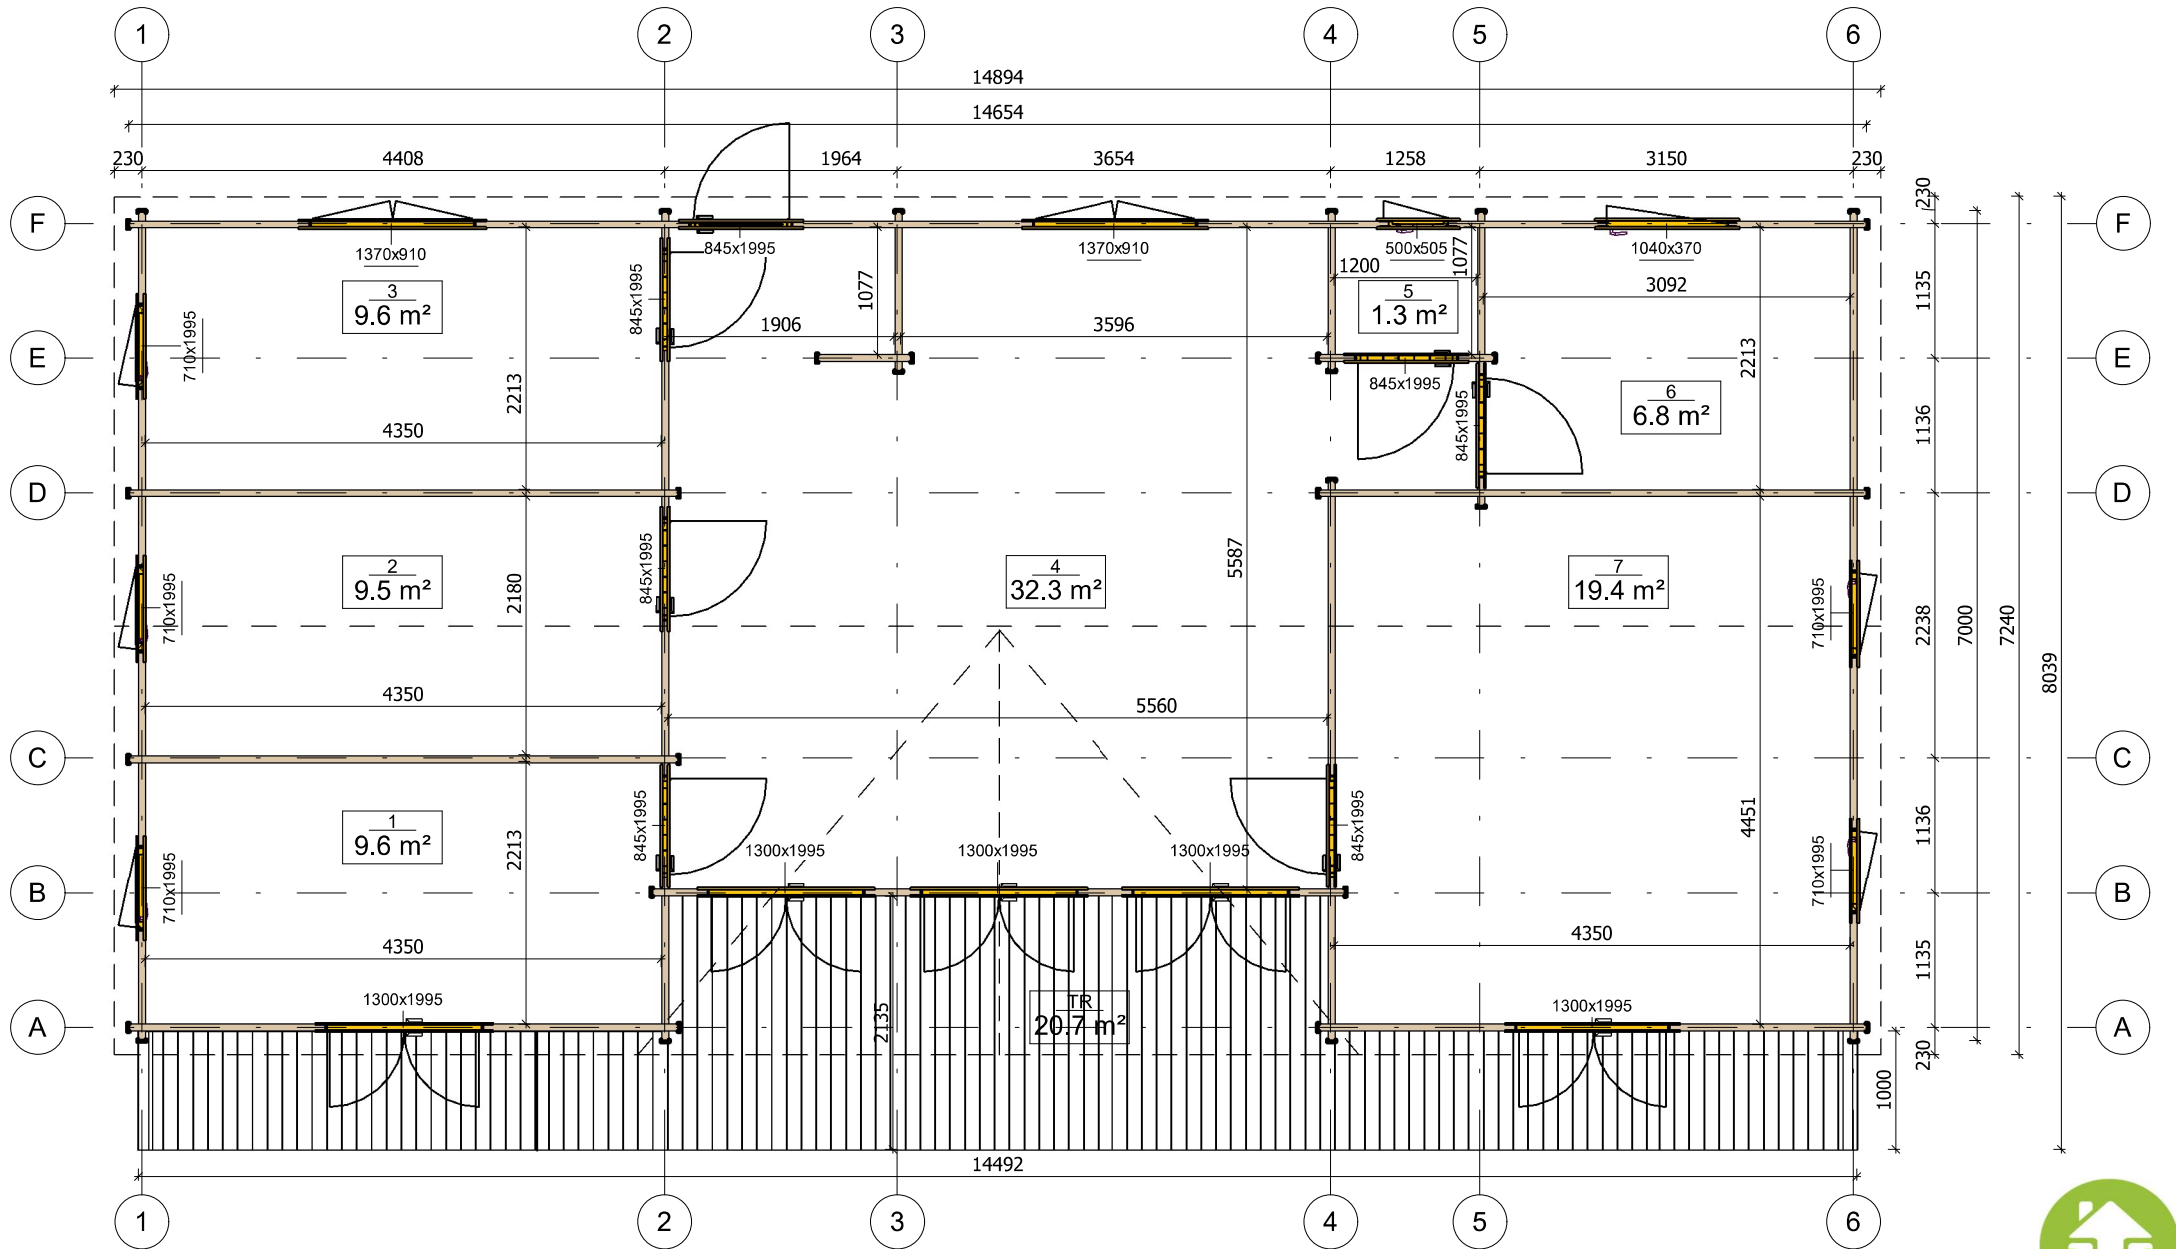 1 2 3 4 5 6
14894
14654
230 4408 1964 3654 1258 3150 230
230
F F
845x1995
1370x910 1370x910 500x505 1040x370
1077 1077
1200
3092
3
9.6 m²
5
1.3 m²
845x1995
710x1995
1906 3596
1135
E E
2213 2213
845x1995
845x1995
6
6.8 m²
1136
4350
D D
845x1995
5587
2
9.5 m²
4
32.3 m²
7
19.4 m²
710x1995
2180
710x1995
2238
7000
7240
8039
4350
5560
C C
1
9.6 m²
2213
710x1995
845x1995
1300x1995 1300x1995 1300x1995
845x1995
4451
710x1995
1136
B B
4350
4350
1135
1300x1995
2135
TR
20.7 m²
1300x1995
A A
230
1000
14492
1 2 3 4 5 6